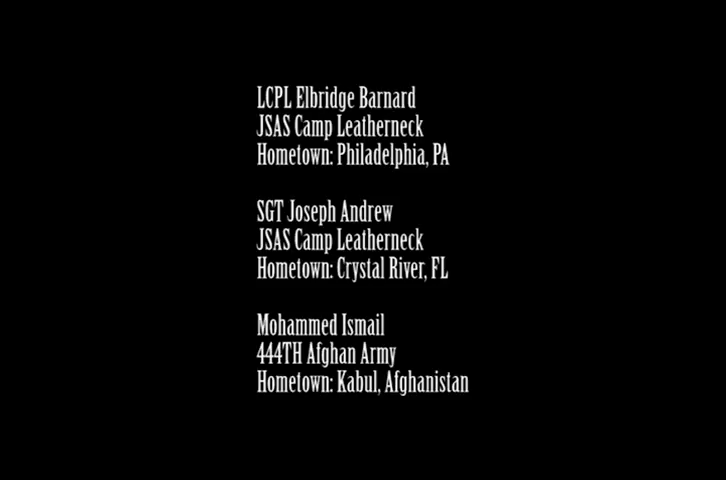 LCPL Elbridge Barnard
JSAS Camp Leatherneck
Hometown: Philadelphia, PA
SGT Joseph Andrew
JSAS Camp Leatherneck
Hometown: Crystal River, FL
Mohammed Ismail
444TH Afghan Army
Hometown: Kabul, Afghanistan